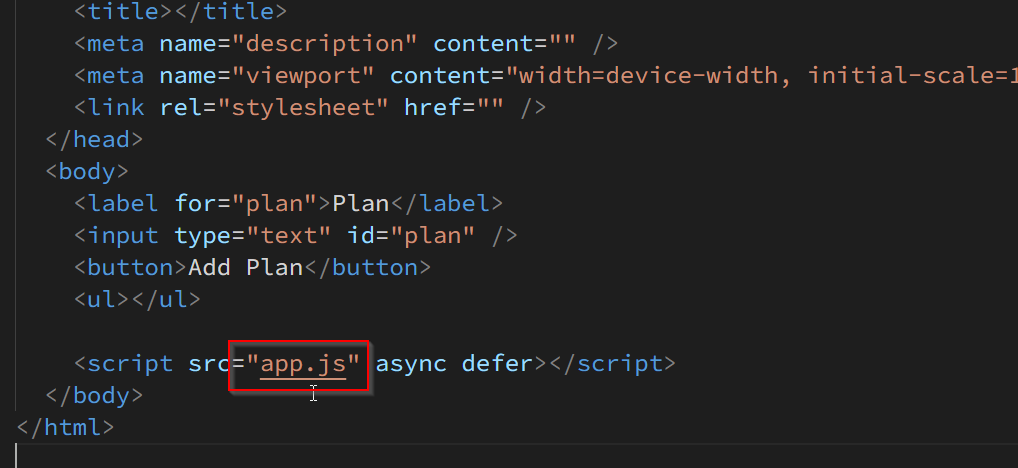 <title></title>
<meta name="description" content="" />
<meta name="viewport" content="width=device-width, initial-scale=1
<link rel="stylesheet" href="" />
</head>
<body>
<label for="plan">Plan</label>
<input type="text" id="plan" />
<button>Add Plan</button>
<ul></ul>
<script src="app.js" async defer></script>
</body>
</html>